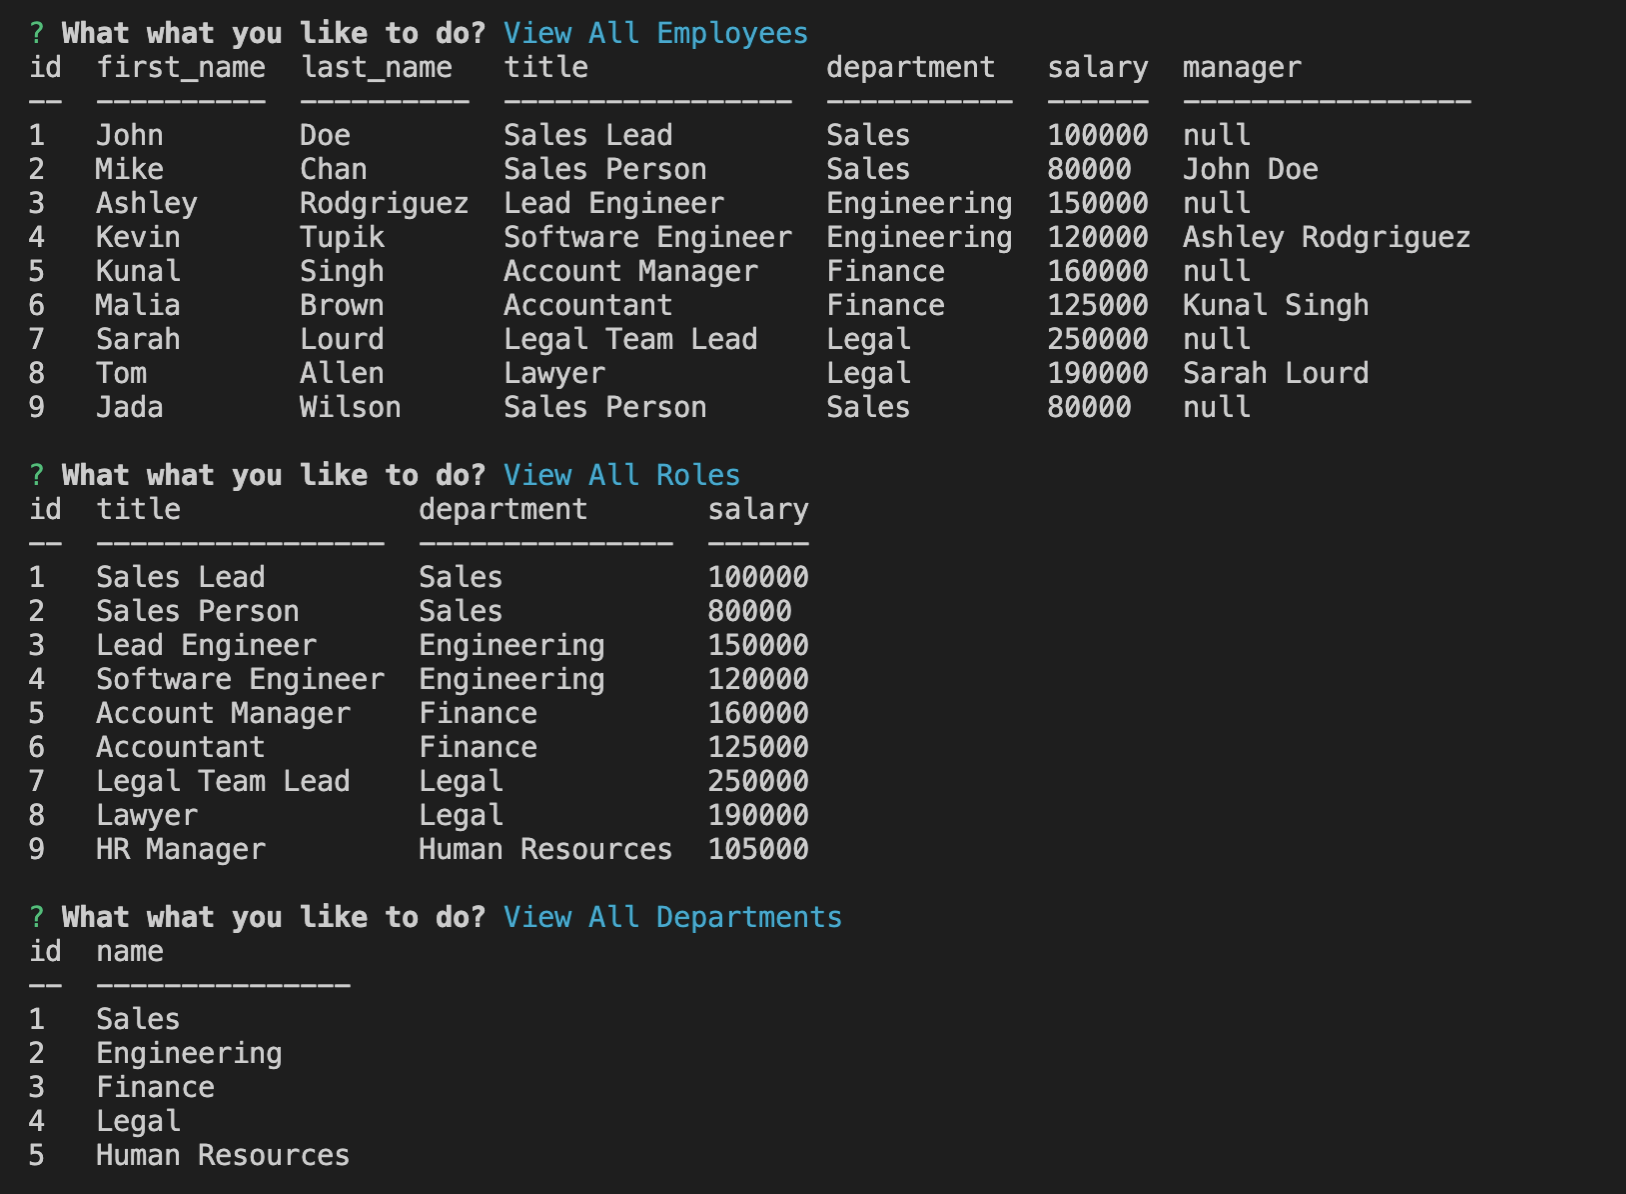 ? What what you like to do? View All Employees
id  first_name  last_name   title              department   salary  manager
--  ----------  ----------  -----------------  -----------  ------  -----------------
1   John        Doe         Sales Lead         Sales        100000  null
2   Mike        Chan        Sales Person       Sales        80000   John Doe
3   Ashley      Rodgriguez  Lead Engineer      Engineering  150000  null
4   Kevin       Tupik       Software Engineer  Engineering  120000  Ashley Rodgriguez
5   Kunal       Singh       Account Manager    Finance      160000  null
6   Malia       Brown       Accountant         Finance      125000  Kunal Singh
7   Sarah       Lourd       Legal Team Lead    Legal        250000  null
8   Tom         Allen       Lawyer             Legal        190000  Sarah Lourd
9   Jada        Wilson      Sales Person       Sales        80000   null
? What what you like to do? View All Roles
id  title              department       salary
--  -----------------  ---------------  ------
1   Sales Lead         Sales            100000
2   Sales Person       Sales            80000
3   Lead Engineer      Engineering      150000
4   Software Engineer  Engineering      120000
5   Account Manager    Finance          160000
6   Accountant         Finance          125000
7   Legal Team Lead    Legal            250000
8   Lawyer             Legal            190000
9   HR Manager         Human Resources  105000
? What what you like to do? View All Departments
id  name
--  ---------------
1   Sales
2   Engineering
3   Finance
4   Legal
5   Human Resources